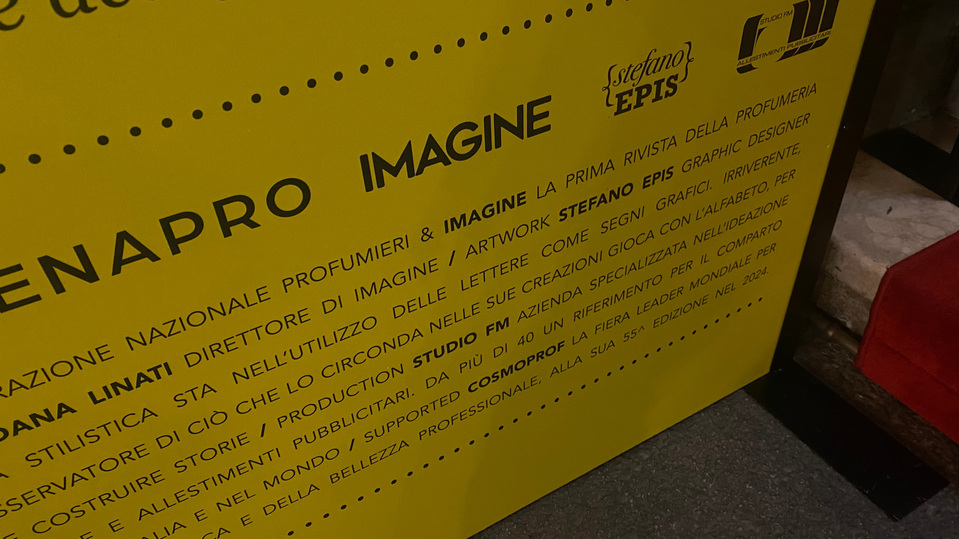 STUDIO FM
ALLESTIMENTI PUBBLICITARI
{stefano EPIS}
ENAPRO IMAGINE
RAZIONE NAZIONALE PROFUMIERI & IMAGINE LA PRIMA RIVISTA DELLA PROFUMERIA
DANA LINATI DIRETTORE DI IMAGINE / ARTWORK STEFANO EPIS GRAPHIC DESIGNER
A STILISTICA STA NELL'UTILIZZO DELLE LETTERE COME SEGNI GRAFICI. IRRIVERENTE,
SSERVATORE DI CIÒ CHE LO CIRCONDA NELLE SUE CREAZIONI GIOCA CON L'ALFABETO, PER
COSTRUIRE STORIE / PRODUCTION STUDIO FM AZIENDA SPECIALIZZATA NELL'IDEAZIONE
E E ALLESTIMENTI PUBBLICITARI. DA PIÙ DI 40 UN RIFERIMENTO PER IL COMPARTO
ALIA E NEL MONDO / SUPPORTED COSMOPROF LA FIERA LEADER MONDIALE PER
CA E DELLA BELLEZZA PROFESSIONALE, ALLA SUA 55^ EDIZIONE NEL 2024.